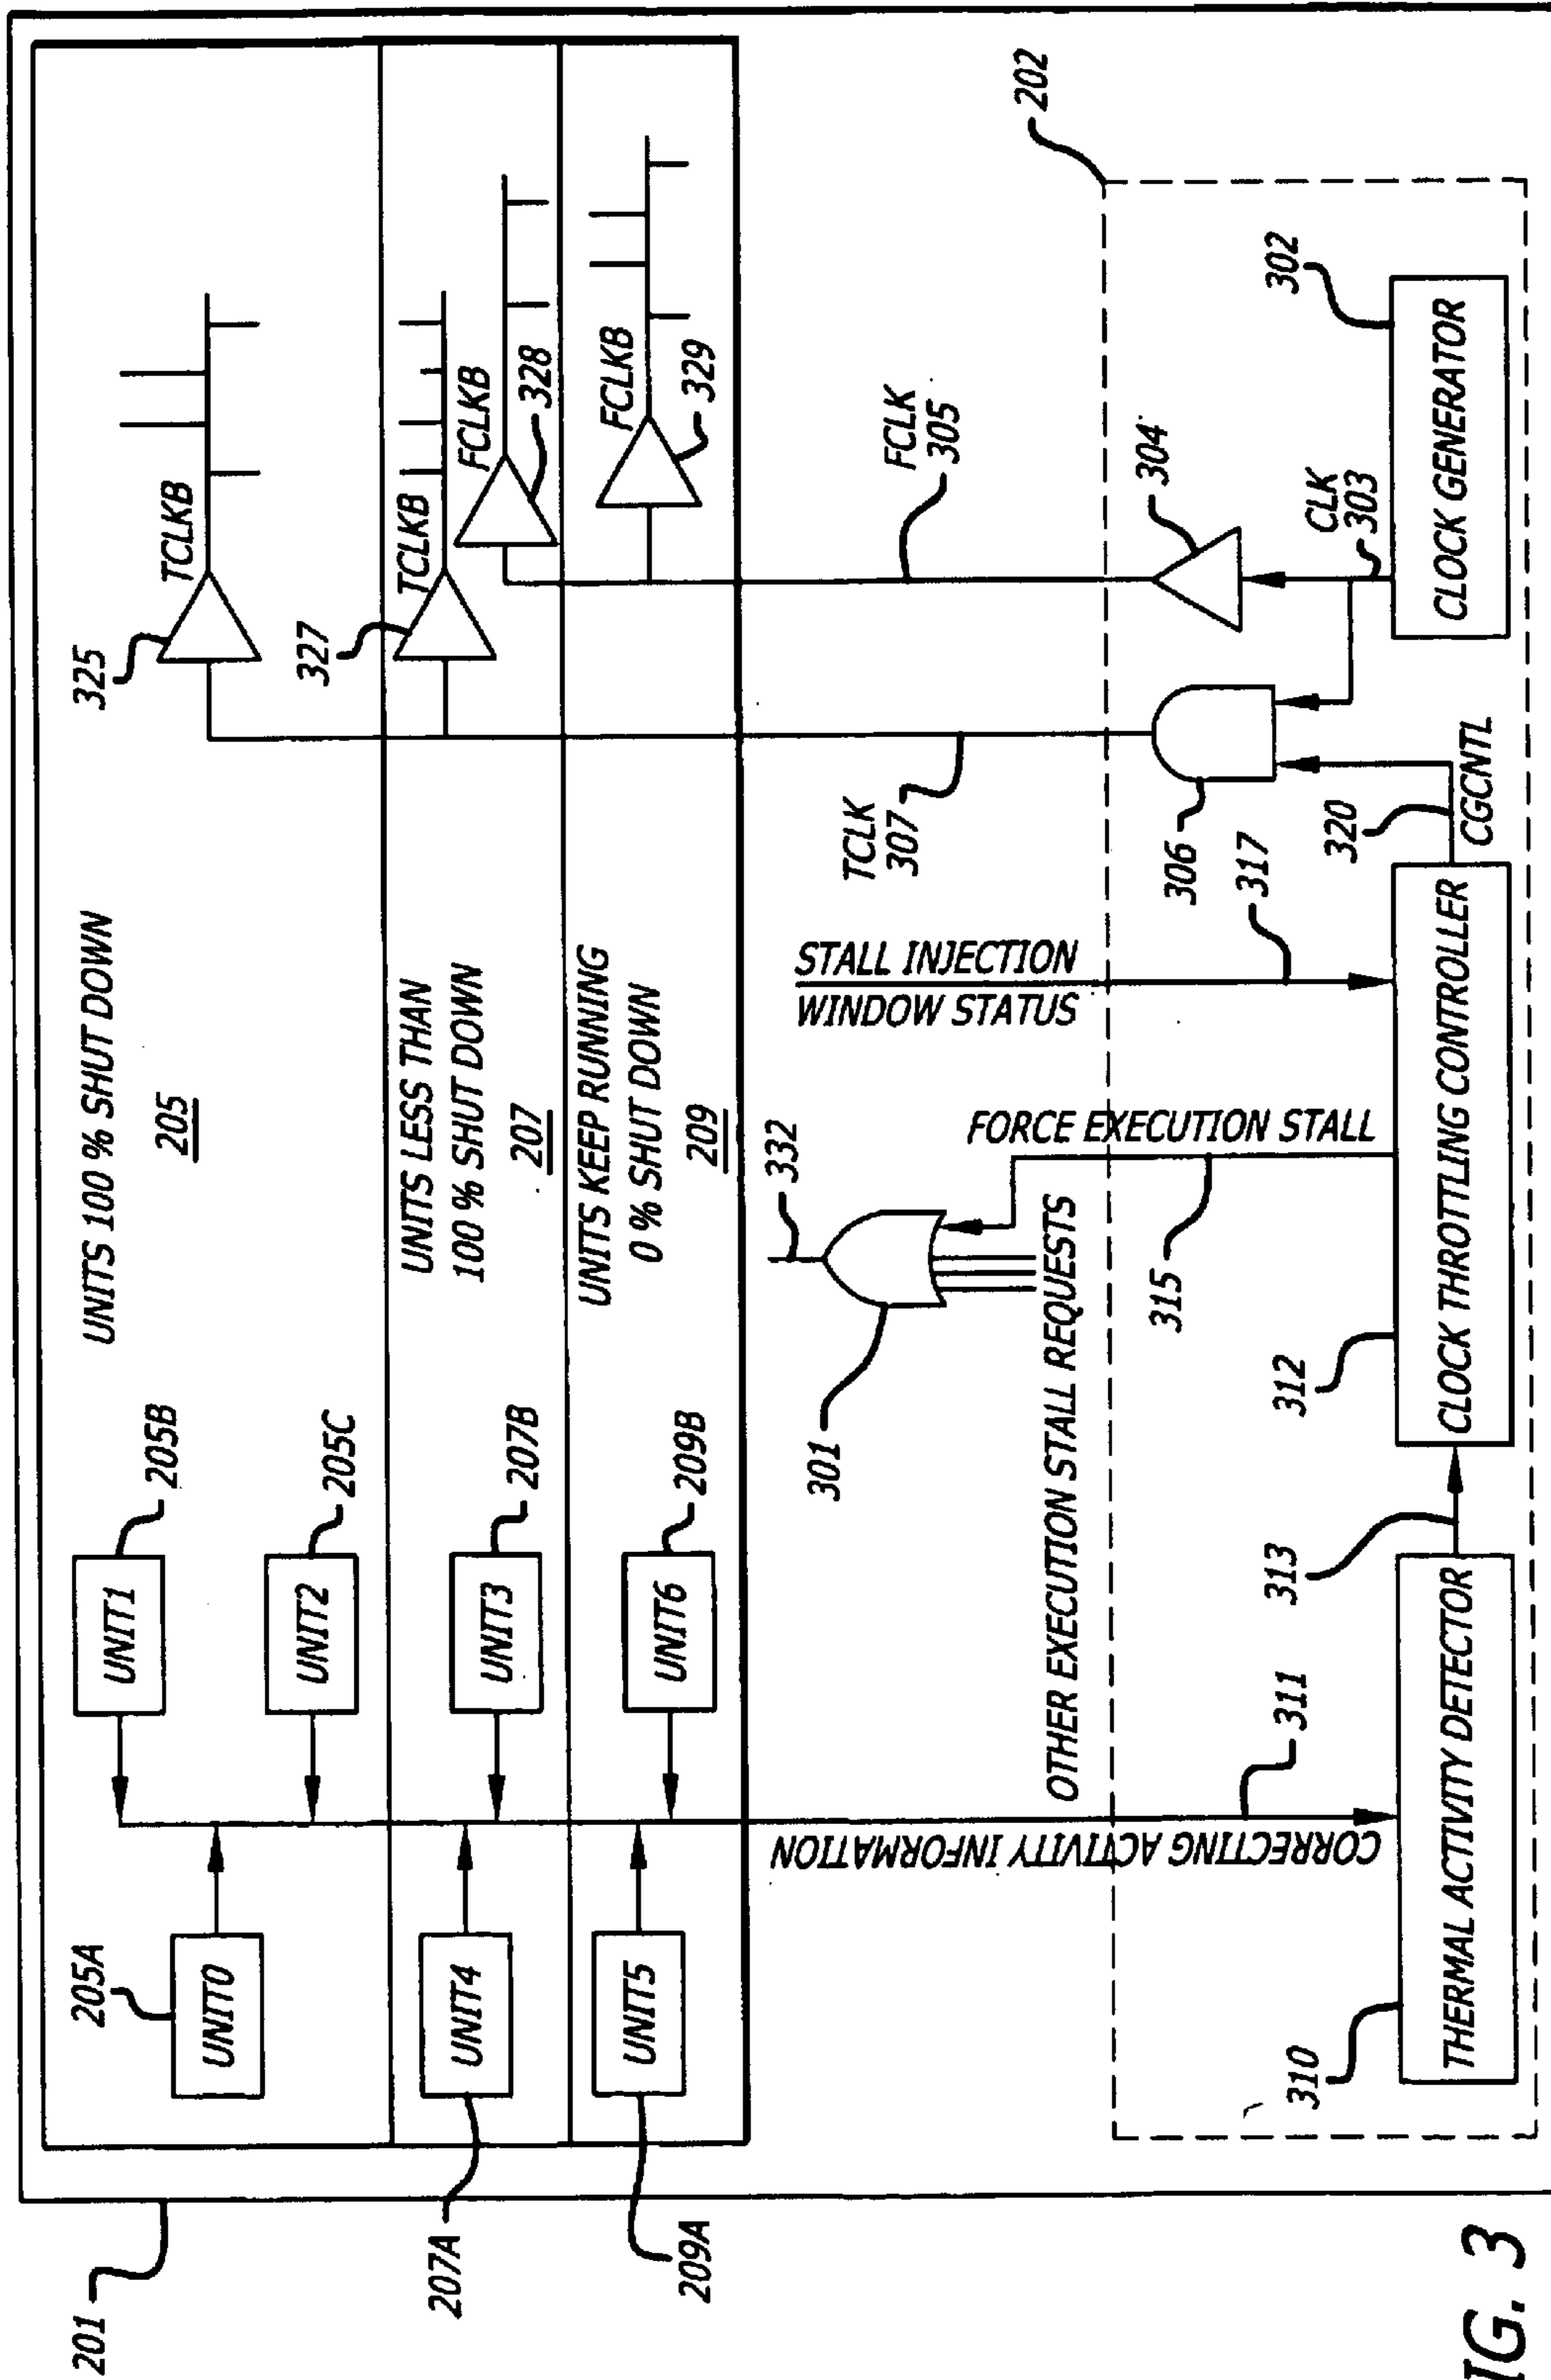 201
205A
UNIT0
UNIT1
205B
UNIT2
205C
UNITS 100 % SHUT DOWN
205
325
TCLKB
207A
UNIT4
UNIT3
207B
UNITS LESS THAN
100 % SHUT DOWN
207
327
TCLKB
FCLKB
328
209A
UNIT5
UNIT6
209B
UNITS KEEP RUNNING
0 % SHUT DOWN
209
FCLKB
329
CORRECTING ACTIVITY INFORMATION
311
OTHER EXECUTION STALL REQUESTS
301
332
FORCE EXECUTION STALL
315
STALL INJECTION
WINDOW STATUS
317
TCLK
307
FCLK
305
202
306
304
CLK
303
302
CLOCK GENERATOR
310
THERMAL ACTIVITY DETECTOR
313
312
CLOCK THROTTLING CONTROLLER
320
CGCNTL
IG. 3